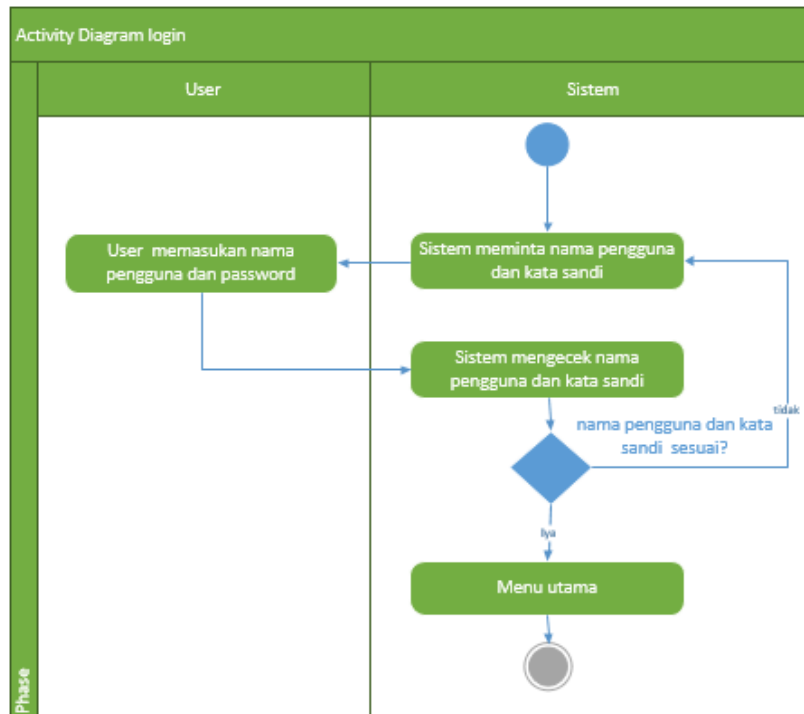 Activity Diagram login
User
Sistem
User memasukan nama
pengguna dan password
Sistem meminta nama pengguna
dan kata sandi
Sistem mengecek nama
pengguna dan kata sandi
tidak
nama pengguna dan kata
sandi sesuai?
Iya
Menu utama
Phase